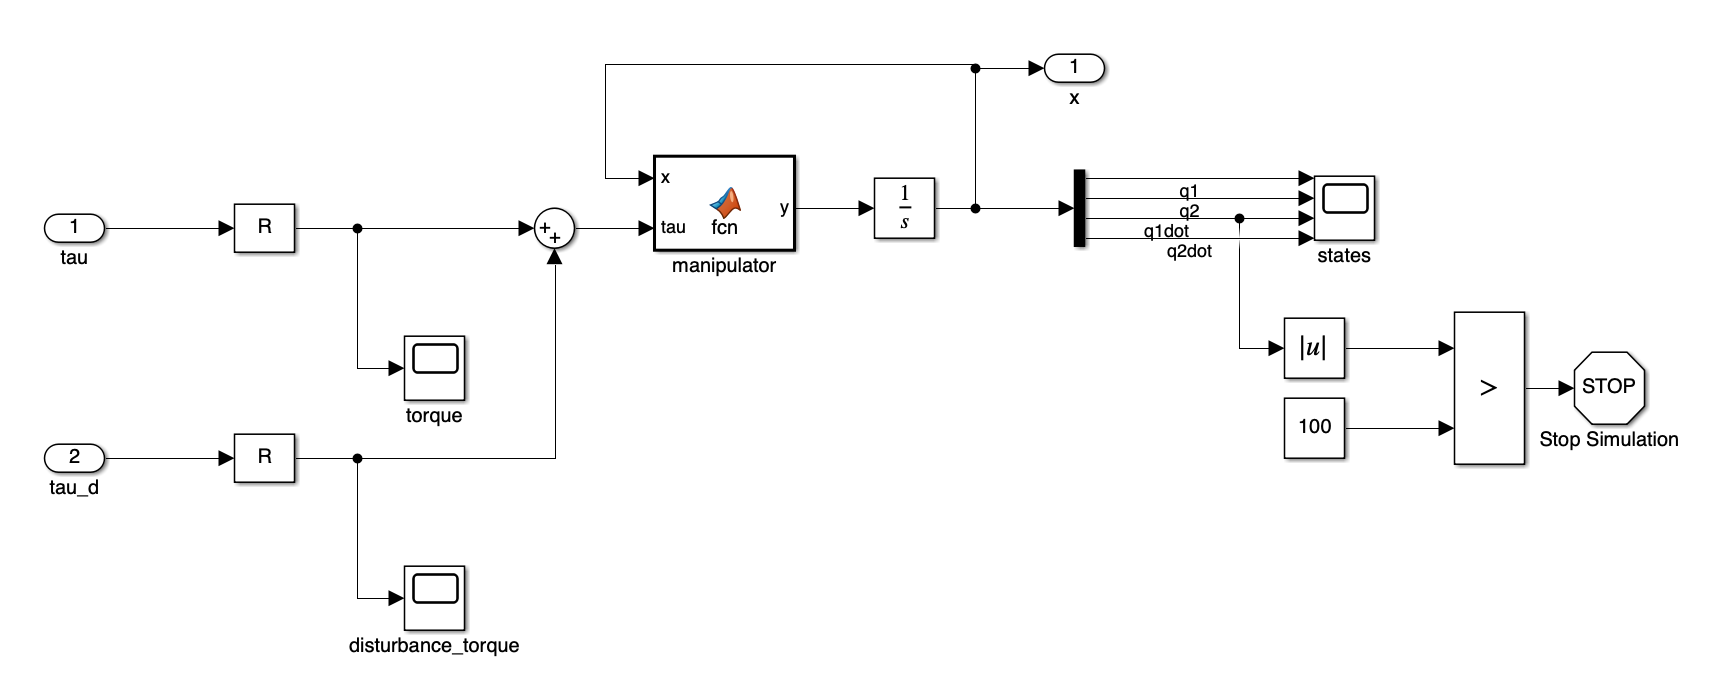 1
x
x
tau
fcn
y
manipulator
1
s
q1
q2
q1dot
q2dot
states
1
tau
R
+
+
torque
|u|
100
>
STOP
Stop Simulation
2
tau_d
R
disturbance_torque